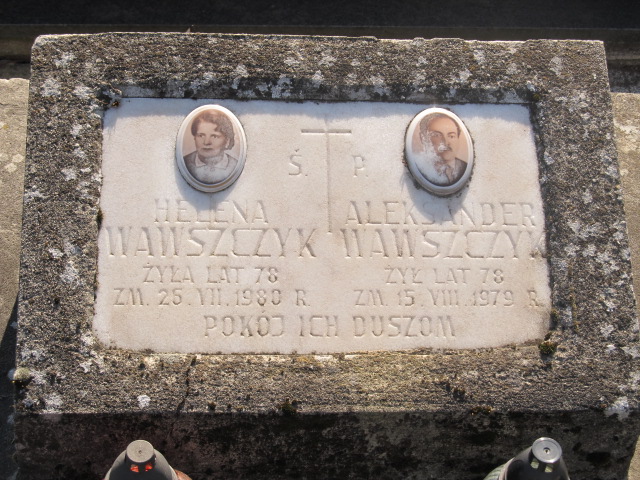 Ś. P.
HELENA ALEKSANDER
WAWSZCZYK WAWSZCZYK
ŻYŁA LAT 78 ŻYŁ LAT 78
ZM. 25. VII. 1980 R. ZM. 15. VIII. 1979 R.
POKÓJ ICH DUSZOM